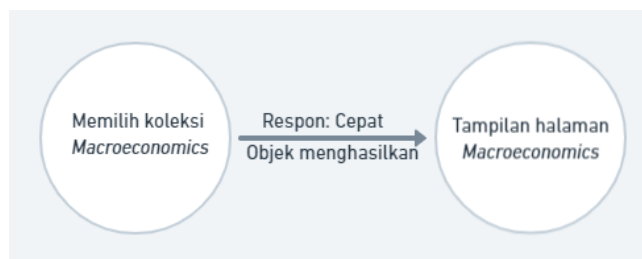 Memilih koleksi
Macroeconomics
Respon: Cepat
Objek menghasilkan
Tampilan halaman
Macroeconomics